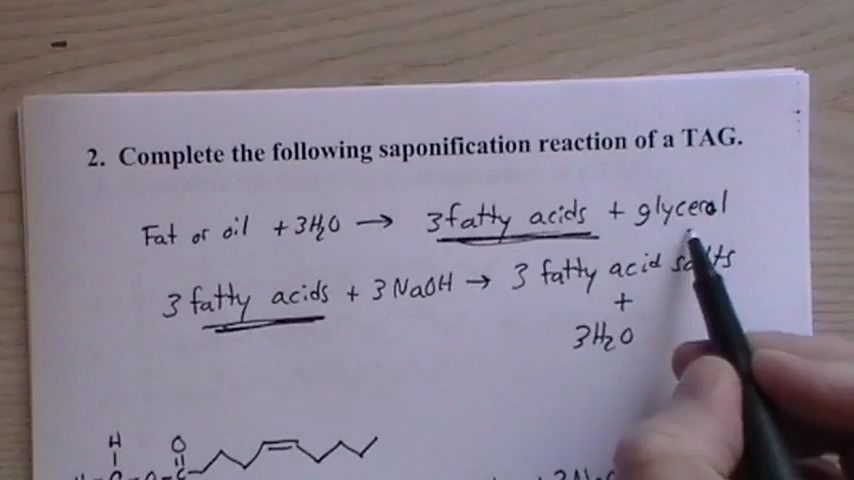 2. Complete the following saponification reaction of a TAG.
Fat or oil + 3H₂O → 3 fatty acids + glycerol
3 fatty acids + 3 NaOH → 3 fatty acid salts
+
3H₂O
H
O